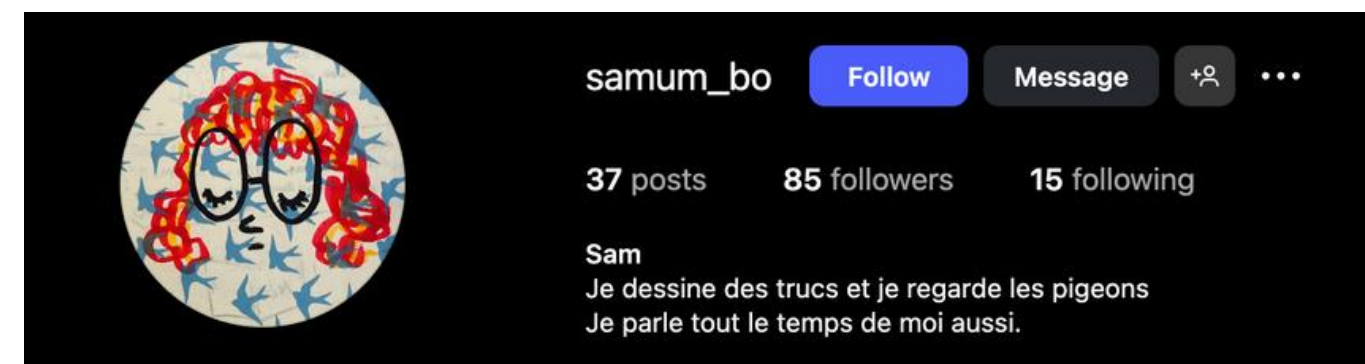 samum_bo Follow Message
37 posts 85 followers 15 following
Sam
Je dessine des trucs et je regarde les pigeons
Je parle tout le temps de moi aussi.